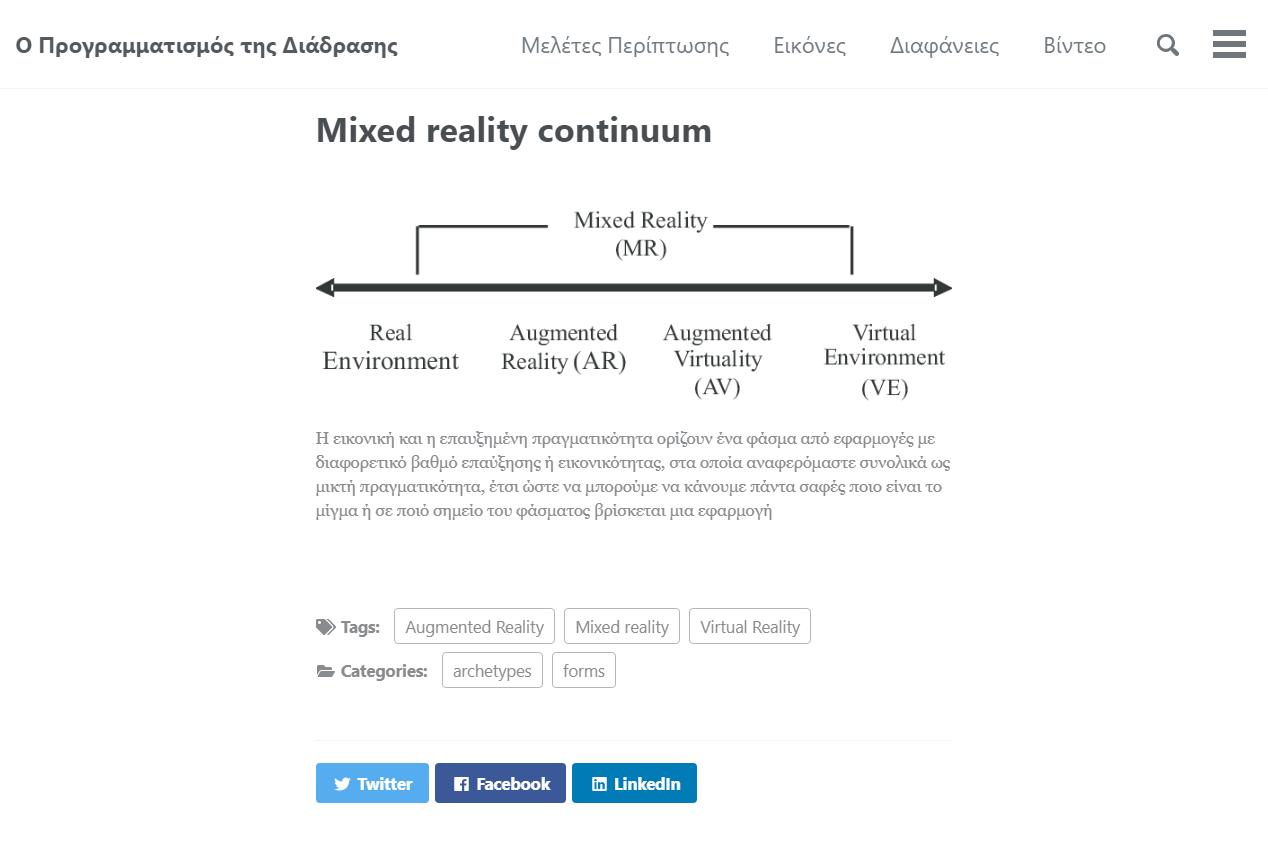 Ο Προγραμματισμός της Διάδρασης
Μελέτες Περίπτωσης Εικόνες Διαφάνειες Βίντεο
Mixed reality continuum
Mixed Reality
(MR)
Real
Environment
Augmented
Reality (AR)
Augmented
Virtuality
(AV)
Virtual
Environment
(VE)
Η εικονική και η επαυξημένη πραγματικότητα ορίζουν ένα φάσμα από εφαρμογές με
διαφορετικό βαθμό επαύξησης ή εικονικότητας, στα οποία αναφερόμαστε συνολικά ως
μικτή πραγματικότητα, έτσι ώστε να μπορούμε να κάνουμε πάντα σαφές ποιο είναι το
μίγμα ή σε ποιό σημείο του φάσματος βρίσκεται μια εφαρμογή
Tags: Augmented Reality Mixed reality Virtual Reality
Categories: archetypes forms
Twitter Facebook LinkedIn